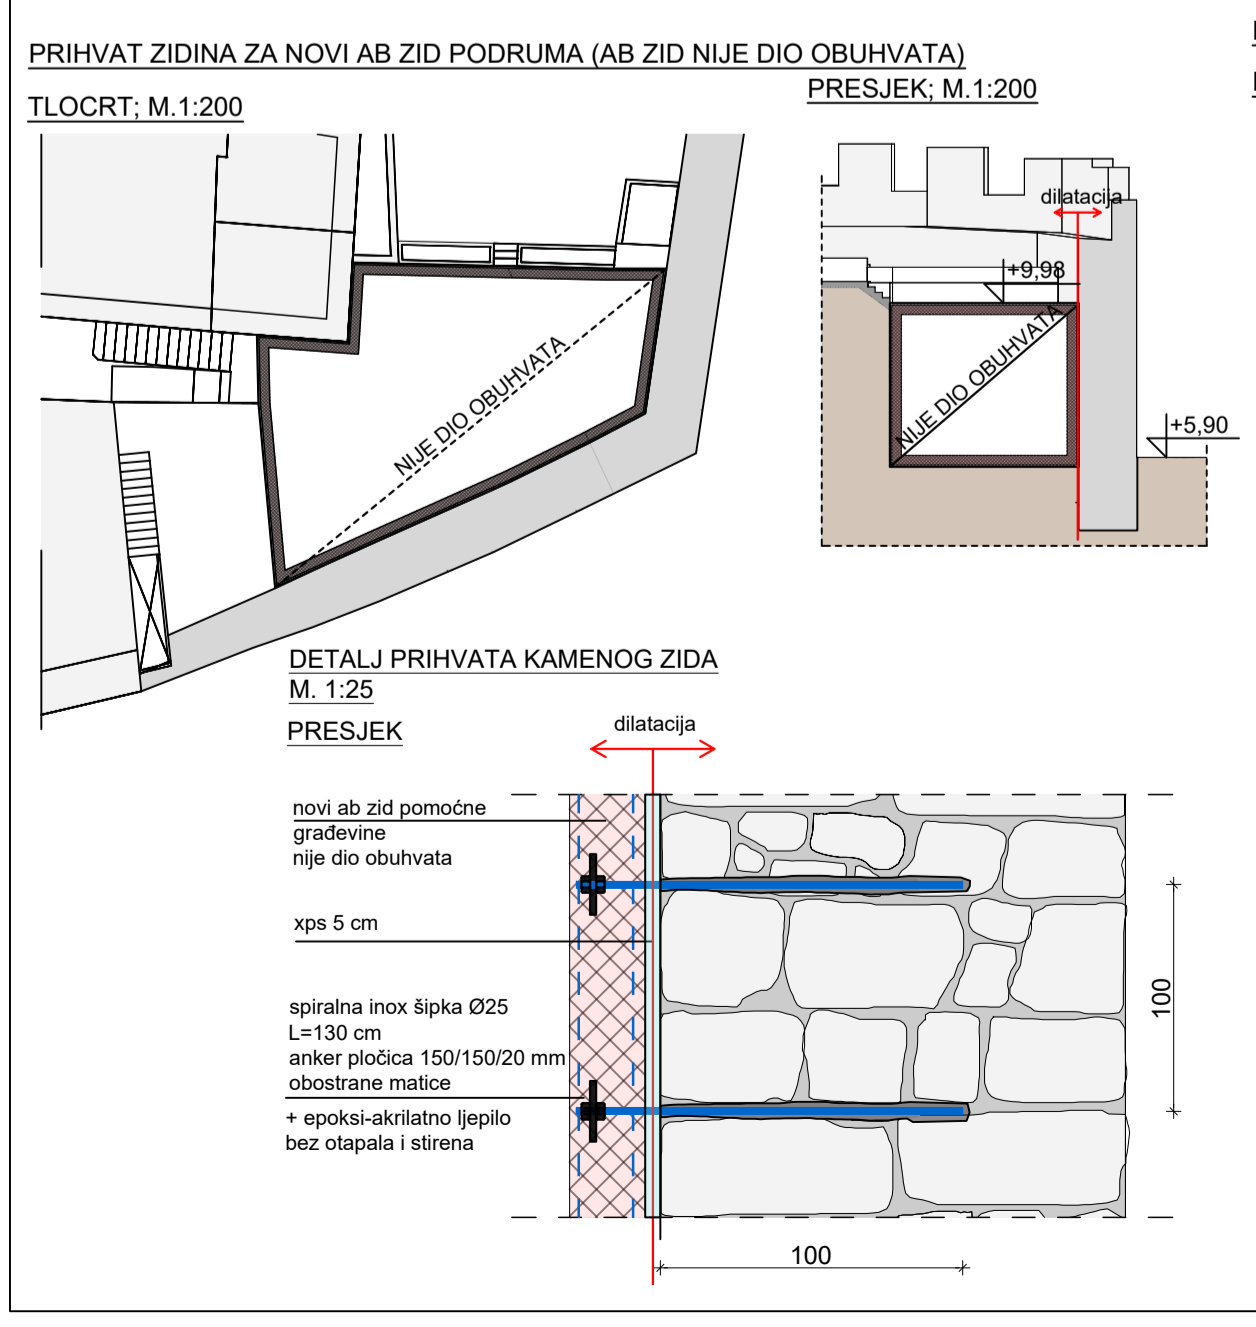 PRIHVAT ZIDINA ZA NOVI AB ZID PODRUMA (AB ZID NIJE DIO OBUHVATA)
TLOCRT; M.1:200
PRESJEK; M.1:200
NIJE DIO OBUHVATA
dilatacija
+9,98
NIJE DIO OBUHVATA
+5,90
DETALJ PRIHVATA KAMENOG ZIDA
M. 1:25
PRESJEK
dilatacija
novi ab zid pomoćne
građevine
nije dio obuhvata
xps 5 cm
spiralna inox šipka Ø25
L=130 cm
anker pločica 150/150/20 mm
obostrane matice
+ epoksi-akrilatno ljepilo
bez otapala i stirena
100
100